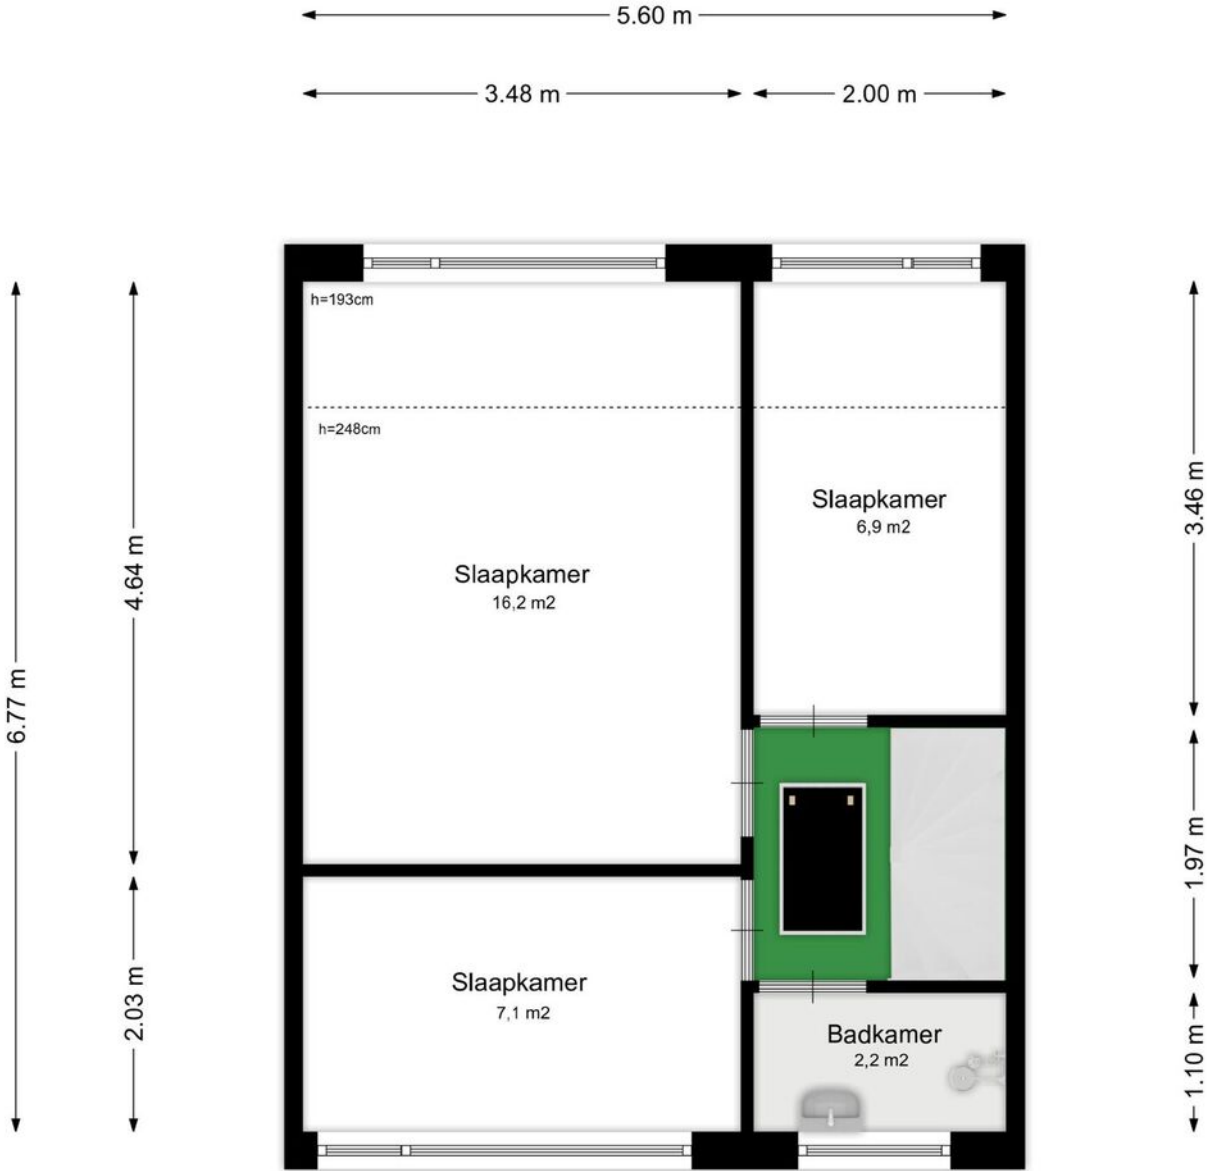 5.60 m
3.48 m
2.00 m
h=193cm
h=248cm
Slaapkamer
6,9 m2
3.46 m
4.64 m
Slaapkamer
16,2 m2
6.77 m
1.97 m
2.03 m
Slaapkamer
7,1 m2
Badkamer
2,2 m2
1.10 m